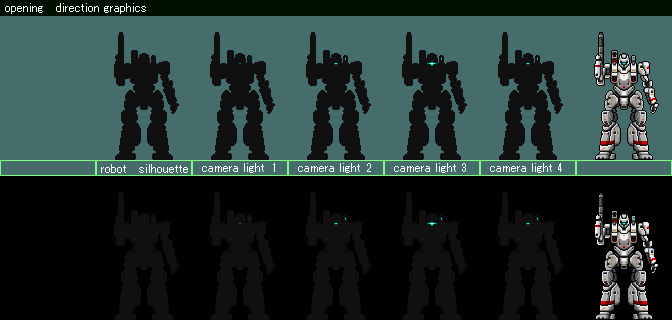 opening direction graphics
robot silhouette
camera light 1
camera light 2
camera light 3
camera light 4